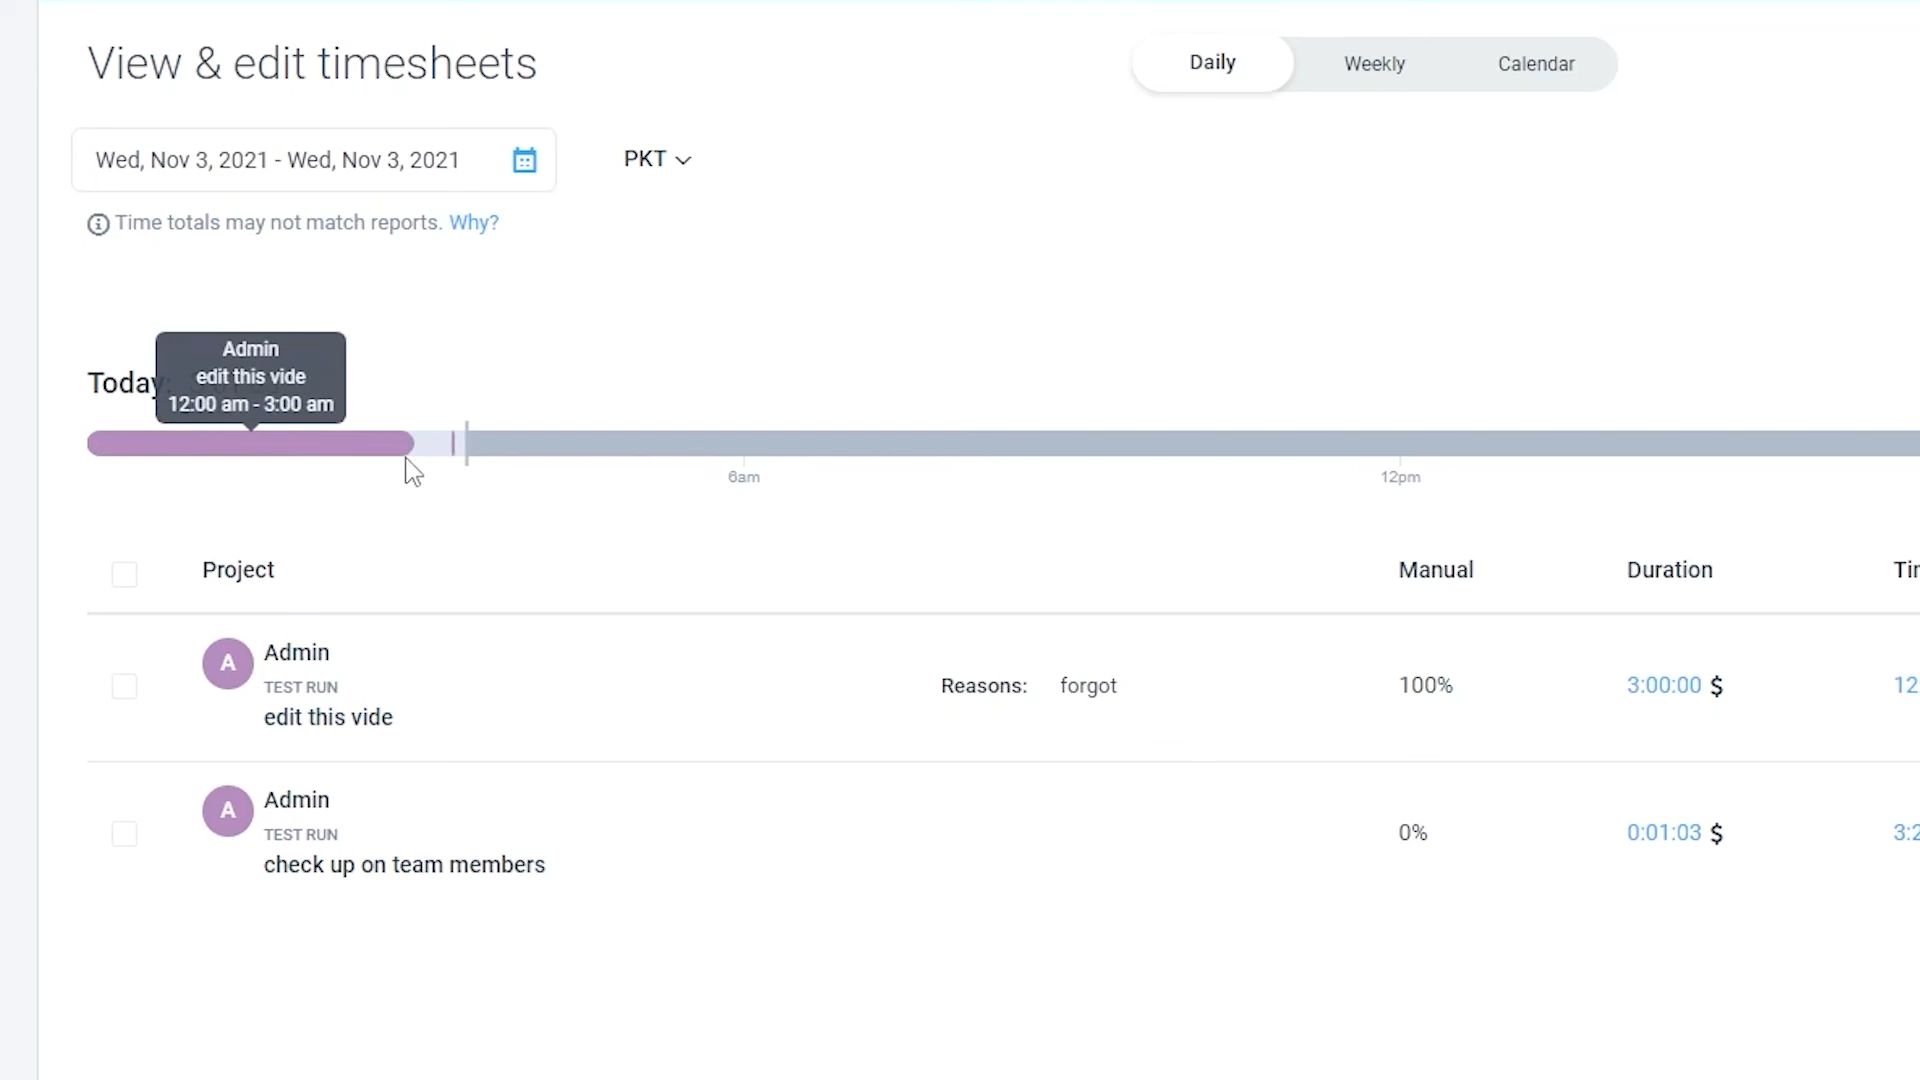 View & edit timesheets
Daily
Weekly
Calendar
Wed, Nov 3, 2021 - Wed, Nov 3, 2021
PKT
Time totals may not match reports. Why?
Admin
edit this vide
12:00 am - 3:00 am
Today:
6am
12pm
Project
Manual
Duration
A
Admin
TEST RUN
edit this vide
Reasons: forgot
100%
3:00:00 $
12
A
Admin
TEST RUN
check up on team members
0%
0:01:03 $